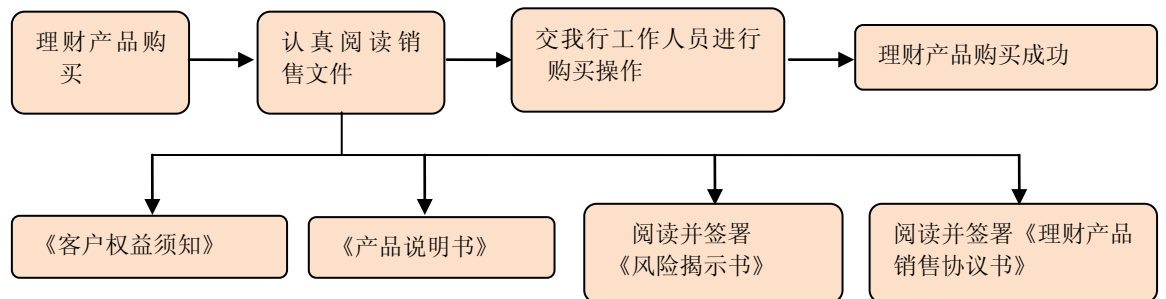 理财产品购
买
认真阅读销
售文件
交我行工作人员进行
购买操作
理财产品购买成功
《客户权益须知》
《产品说明书》
阅读并签署
《风险揭示书》
阅读并签署《理财产品
销售协议书》